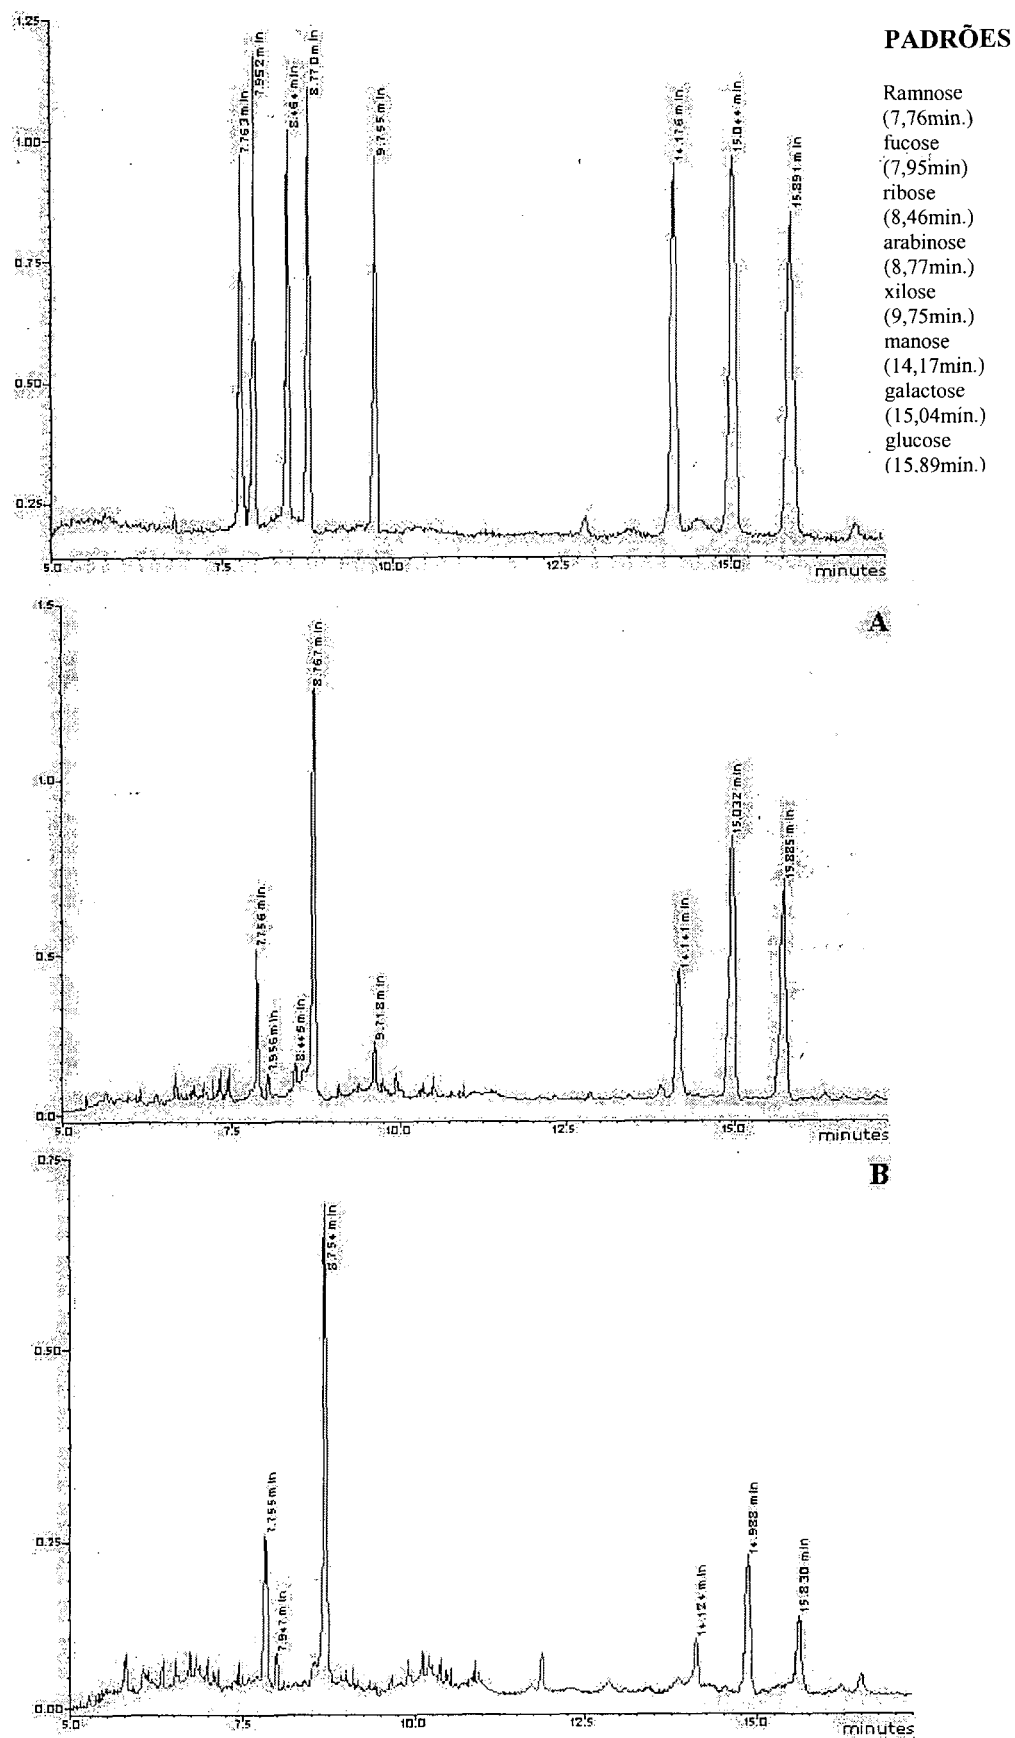 PADRÕES
Ramnose
(7,76min.)
fucose
(7,95min)
ribose
(8,46min.)
arabinose
(8,77min.)
xilose
(9,75min.)
manose
(14,17min.)
galactose
(15,04min.)
glucose
(15,89min.)
1.25
1.00
0.75
0.50
0.25
7.763 min
7.952 min
8.464 min
8.770 min
9.755 min
14.176 min
15.044 min
15.891 min
5.0 7.5 10.0 12.5 15.0
minutes
A
1.5
1.0
0.5
0.0
7.756 min
7.956 min
8.445 min
8.767 min
9.718 min
14.141 min
15.032 min
15.885 min
5.0 7.5 10.0 12.5 15.0
minutes
B
0.75
0.50
0.25
0.00
7.755 min
7.947 min
8.754 min
14.124 min
14.988 min
15.830 min
5.0 7.5 10.0 12.5 15.0
minutes